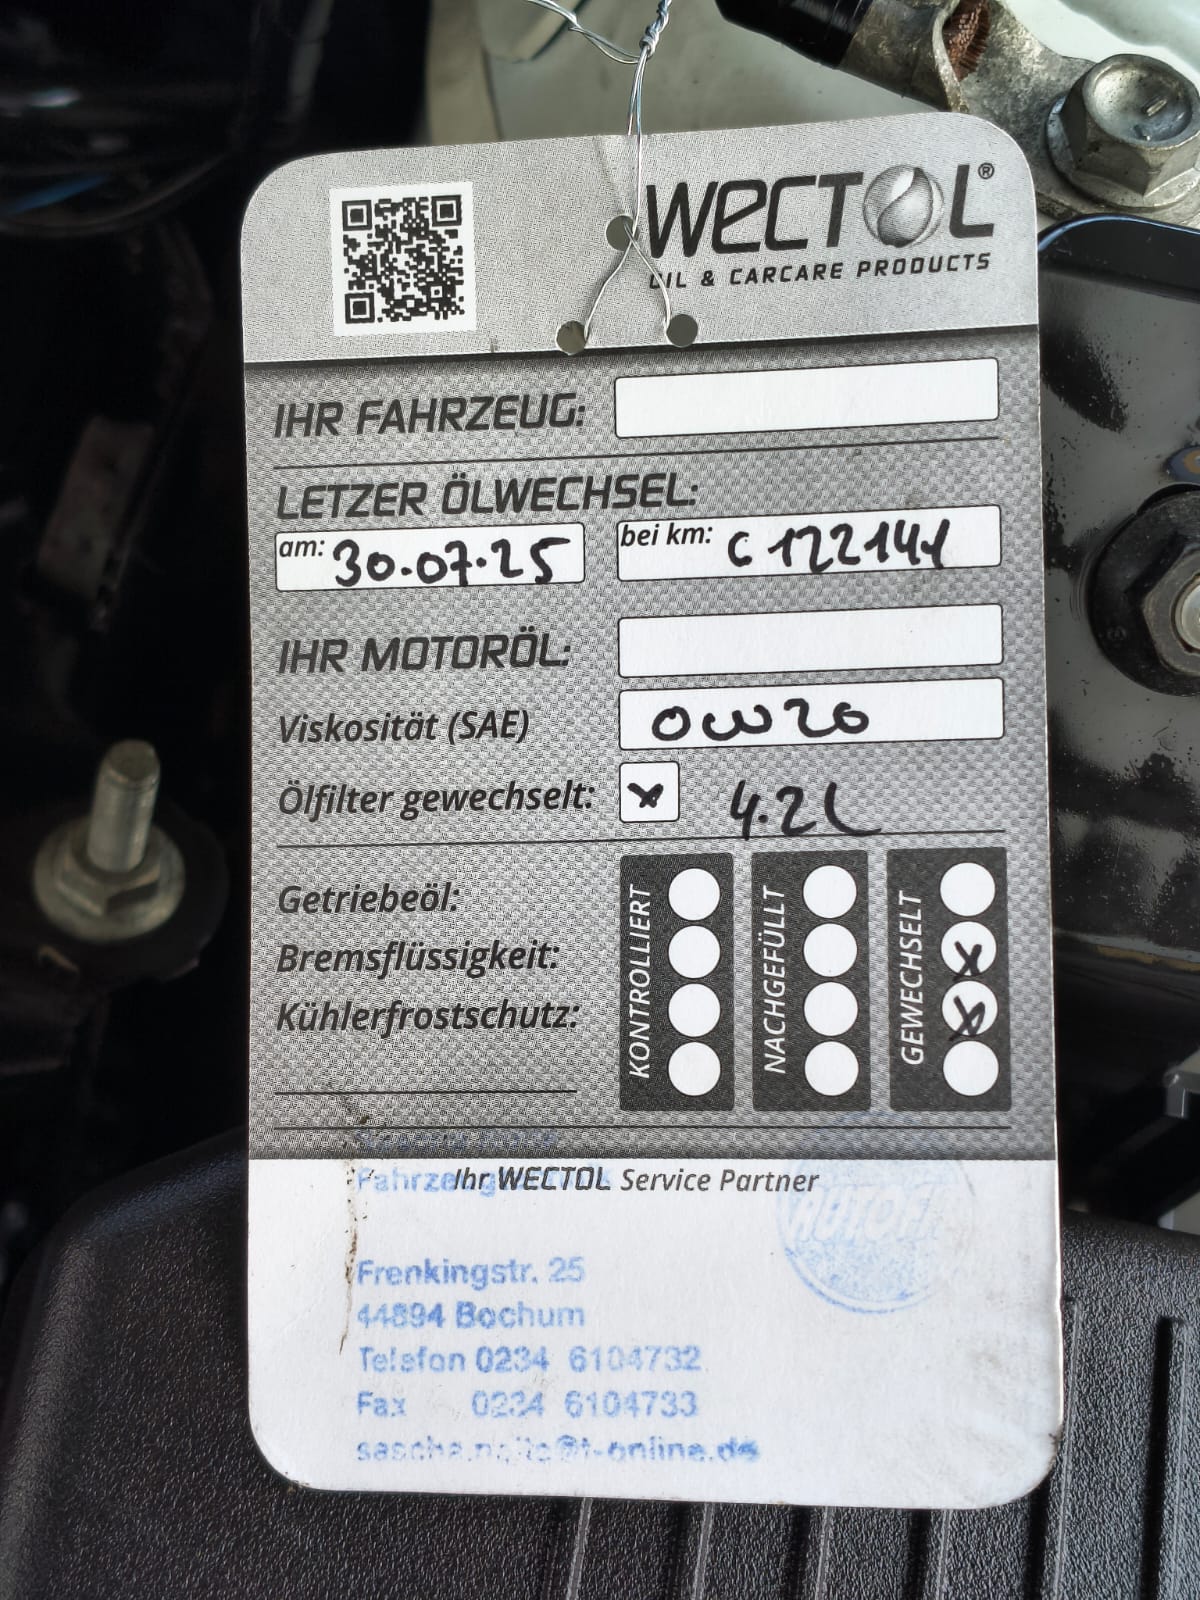 WECTOL®
OIL & CARCARE PRODUCTS
IHR FAHRZEUG:
LETZER ÖLWECHSEL:
am: 30.07.25 bei km: C 122141
IHR MOTORÖL:
Viskosität (SAE) 0W20
Ölfilter gewechselt: x 4.2L
Getriebeöl:
Bremsflüssigkeit: x
Kühlerfrostschutz: x
KONTROLLIERT
NACHGEFÜLLT
GEWECHSELT
Ihr WECTOL Service Partner
Frenkingstr. 25
44894 Bochum
Telefon 0234 6104732
Fax 0234 6104733